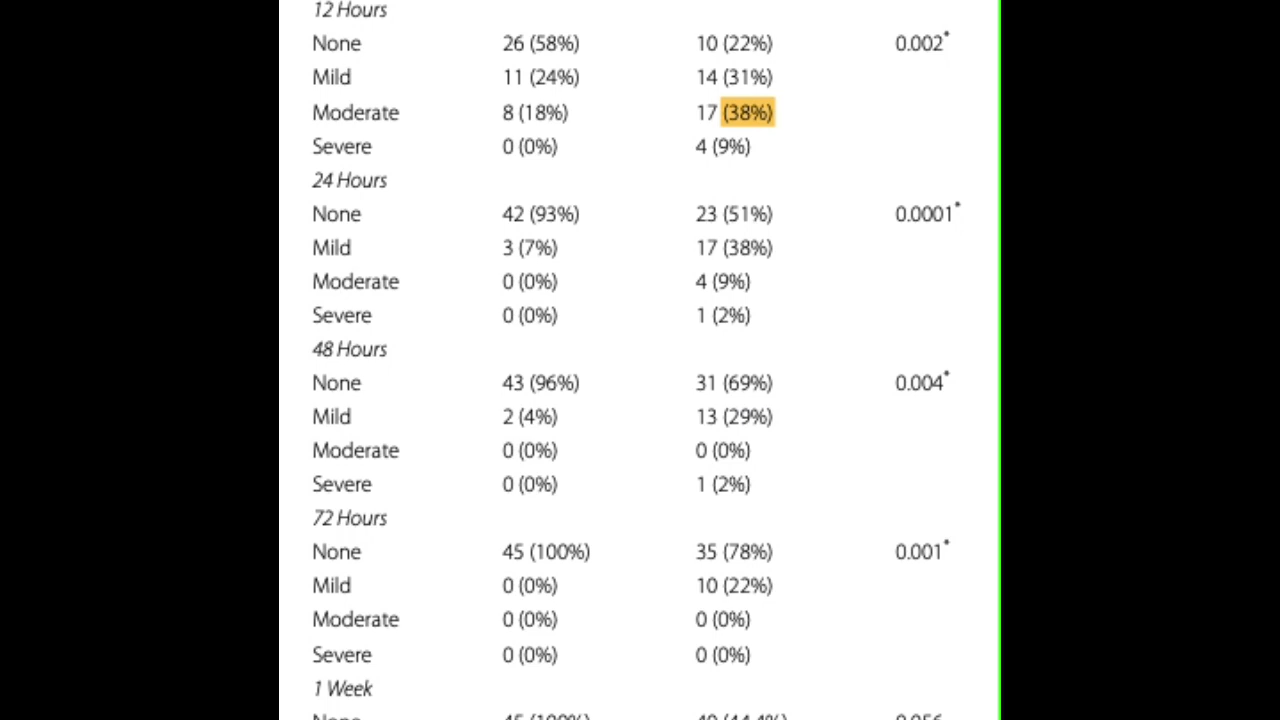 12 Hours
None 26 (58%) 10 (22%) 0.002*
Mild 11 (24%) 14 (31%)
Moderate 8 (18%) 17 (38%)
Severe 0 (0%) 4 (9%)
24 Hours
None 42 (93%) 23 (51%) 0.0001*
Mild 3 (7%) 17 (38%)
Moderate 0 (0%) 4 (9%)
Severe 0 (0%) 1 (2%)
48 Hours
None 43 (96%) 31 (69%) 0.004*
Mild 2 (4%) 13 (29%)
Moderate 0 (0%) 0 (0%)
Severe 0 (0%) 1 (2%)
72 Hours
None 45 (100%) 35 (78%) 0.001*
Mild 0 (0%) 10 (22%)
Moderate 0 (0%) 0 (0%)
Severe 0 (0%) 0 (0%)
1 Week
None 45 (100%)